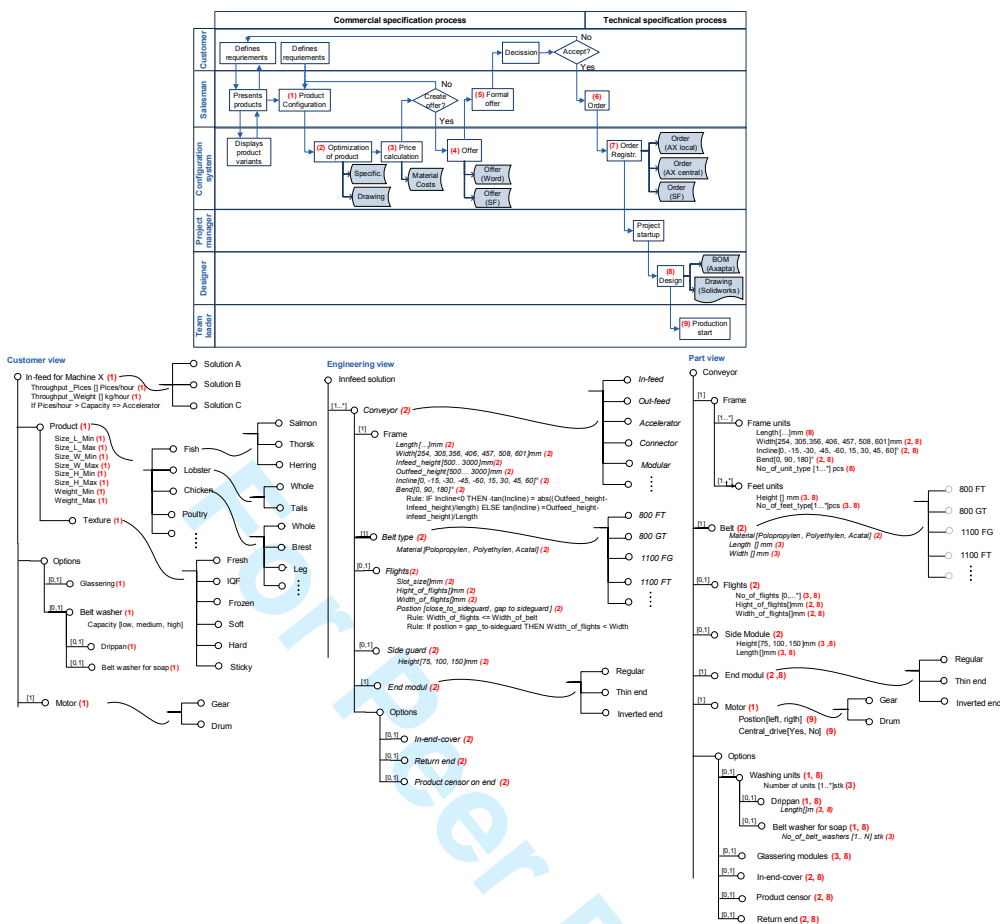 Commercial specification process
Technical specification process
Customer
Salesman
Configuration system
Project manager
Designer
Team leader
Defines requriements
Defines requriements
Decission
Accept?
No
Yes
Presents products
(1) Product Configuration
Create offer?
No
Yes
(5) Formal offer
(6) Order
Displays product variants
(2) Optimization of product
(3) Price calculation
(4) Offer
(7) Order Registr.
Specific.
Drawing
Material Costs
Offer (Word)
Offer (SF)
Order (AX local)
Order (AX central)
Order (SF)
Project startup
(8) Design
BOM (Axapta)
Drawing (Solidworks)
(9) Production start
Customer view
In-feed for Machine X (1)
Throughput _Pices [] Pices/hour (1)
Throughput _Weight [] kg/hour (1)
If Pices/hour > Capacity => Accelerator
Solution A
Solution B
Solution C
Product (1)
Size_L_Min (1)
Size_L_Max (1)
Size_W_Min (1)
Size_W_Max (1)
Size_H_Min (1)
Size_H_Max (1)
Weight_Min (1)
Weight_Max (1)
Fish
Lobster
Chicken
Poultry
Salmon
Thorsk
Herring
Whole
Tails
Whole
Brest
Leg
Texture (1)
Fresh
IQF
Frozen
Soft
Hard
Sticky
Options
[0,1]
Glassering (1)
[0,1]
Belt washer (1)
Capacity [low, medium, high]
[0,1]
Drippan (1)
[0,1]
Belt washer for soap (1)
[1]
Motor (1)
Gear
Drum
Engineering view
Innfeed solution
[1...*]
Conveyor (2)
In-feed
Out-feed
Accelerator
Connector
Modular
[1]
Frame
Length [...]mm (2)
Width[254, 305,356, 406, 457, 508, 601]mm (2)
Infeed_height[500.. 3000]mm (2)
Outfeed_height[500... 3000]mm (2)
Incline[0, -15, -30, -45, -60, 15, 30, 45, 60]° (2)
Bend[0, 90, 180]° (2)
Rule: IF Incline<0 THEN -tan(Incline) = abs((Outfeed_height-
Infeed_height)/length) ELSE tan(Incline) =Outfeed_height-
infeed_height)/Length
[1]
Belt type (2)
Material [Polopropylen, Polyethylen, Acatal] (2)
800 FT
800 GT
1100 FG
1100 FT
[0,1]
Flights(2)
Slot_size[]mm (2)
Hight_of_flights[]mm (2)
Width_of_flights[]mm (2)
Postion [close_to_sideguard , gap to sideguard ] (2)
Rule: Width_of_flights <= Width_of_belt
Rule: If postion = gap_to-sideguard THEN Width_of_flights < Width
[0,1]
Side guard
Height[75, 100, 150]mm (2)
[1]
End modul (2)
Regular
Thin end
Inverted end
Options
[0,1]
In-end-cover (2)
[0,1]
Return end (2)
[0,1]
Product censor on end (2)
Part view
Conveyor
[1]
Frame
[1..*]
Frame units
Length [...]mm (8)
Width[254, 305,356, 406, 457, 508, 601]mm (2, 8)
Incline[0, -15, -30, -45, -60, 15, 30, 45, 60]° (2, 8)
Bend[0, 90, 180]° (2, 8)
No_of_unit_type [1...*] pcs (8)
[1..*]
Feet units
Height [] mm (3. 8)
No_of_feet_type[1...*]pcs (3. 8)
[1]
Belt (2)
Material[Polopropylen, Polyethylen, Acatal] (2)
Length [] mm (3)
Width [] mm (3)
800 FT
800 GT
1100 FG
1100 FT
[0,1]
Flights (2)
No_of_flights [0,...*] (3, 8)
Hight_of_flights[]mm (2, 8)
Width_of_flights[]mm (2, 8)
[0,1]
Side Module (2)
Height[75, 100, 150]mm (3 ,8)
Length[]mm (3, 8)
[1]
End modul (2 ,8)
Regular
Thin end
Inverted end
[1]
Motor (1)
Postion[left, rigth] (9)
Central_drive[Yes, No] (9)
Gear
Drum
Options
[0,1]
Washing units (1, 8)
Number of units [1..*]stk (3)
[0,1]
Drippan (1, 8)
Length[]m (3, 8)
[0,1]
Belt washer for soap (1, 8)
No_of_belt_washers [1.. N] stk (3)
[0,1]
Glassering modules (3, 8)
[0,1]
In-end-cover (2, 8)
[0,1]
Product censor (2, 8)
[0,1]
Return end (2, 8)
For Peer